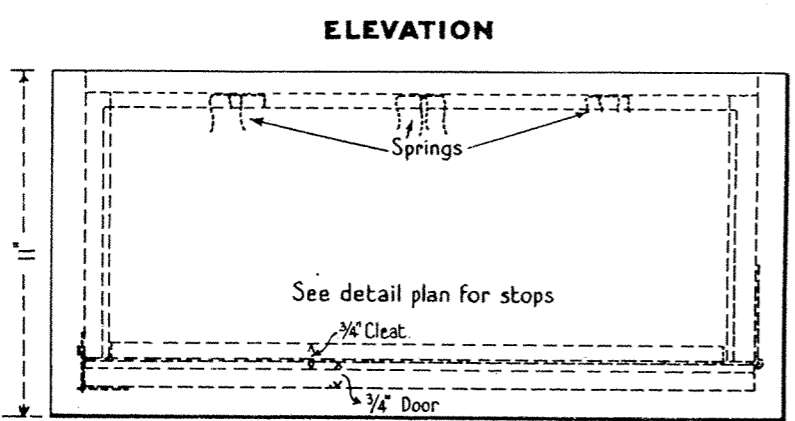 ELEVATION
11"
Springs
See detail plan for stops
3/4" Cleat.
3/4" Door